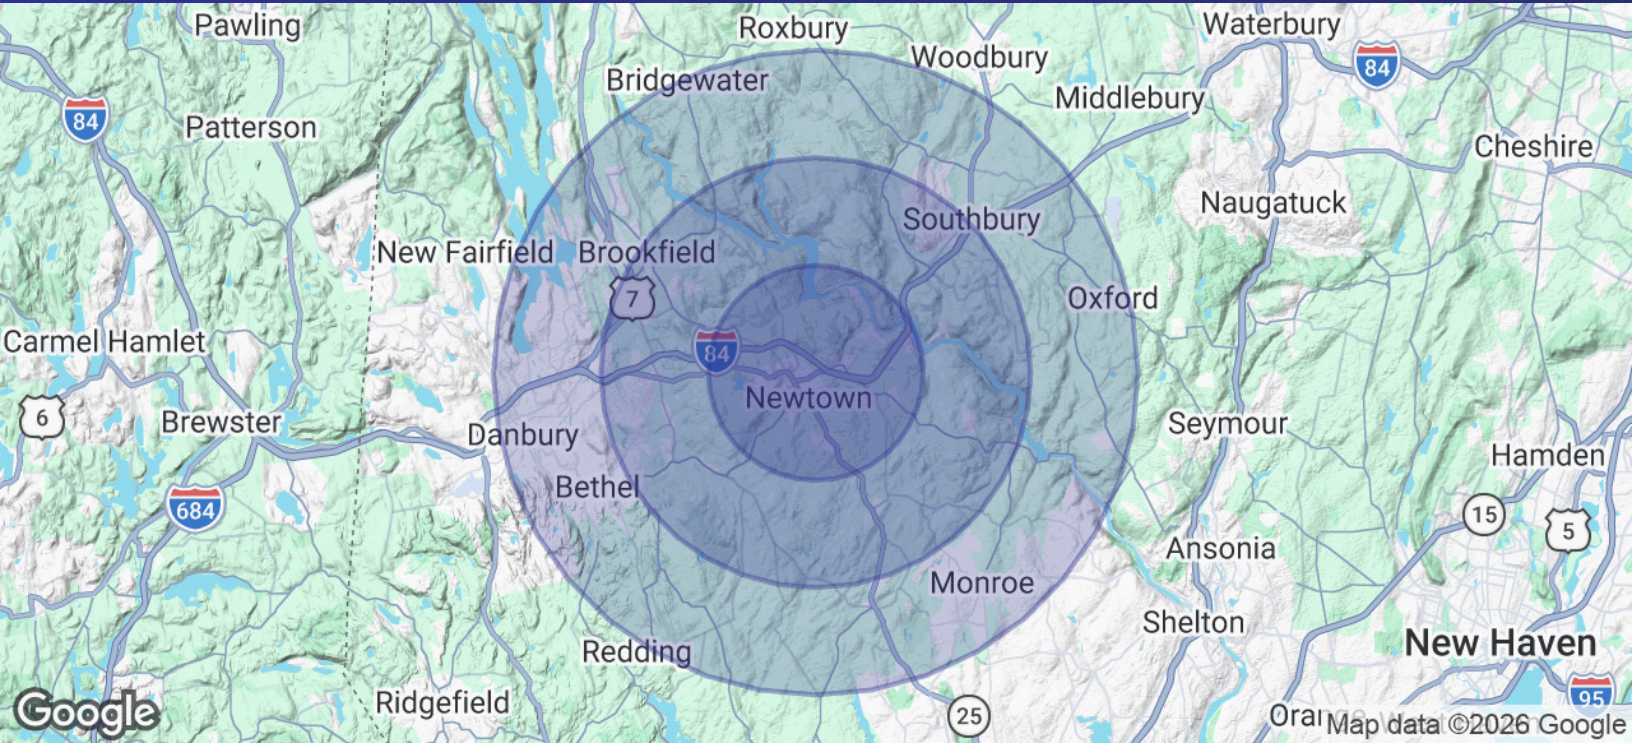 Pawling
Roxbury
Waterbury
Woodbury
84
Bridgewater
Middlebury
84
Patterson
Cheshire
Naugatuck
Southbury
New Fairfield
Brookfield
7
Oxford
Carmel Hamlet
84
Newtown
6
Brewster
Seymour
Danbury
Hamden
Bethel
684
15
5
Ansonia
Monroe
Shelton
New Haven
Redding
95
Ridgefield
Google
25
Map data ©2026 Google